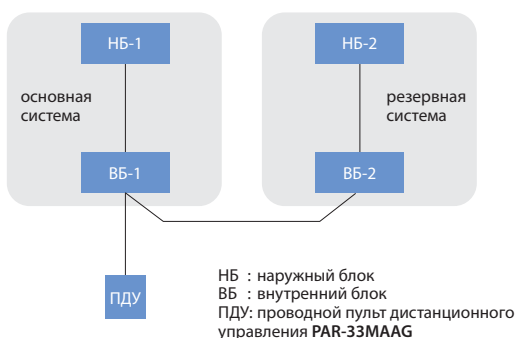 НБ-1
НБ-2
основная
система
резервная
система
ВБ-1
ВБ-2
ПДУ
НБ : наружный блок
ВБ : внутренний блок
ПДУ: проводной пульт дистанционного
управления PAR-33MAAG